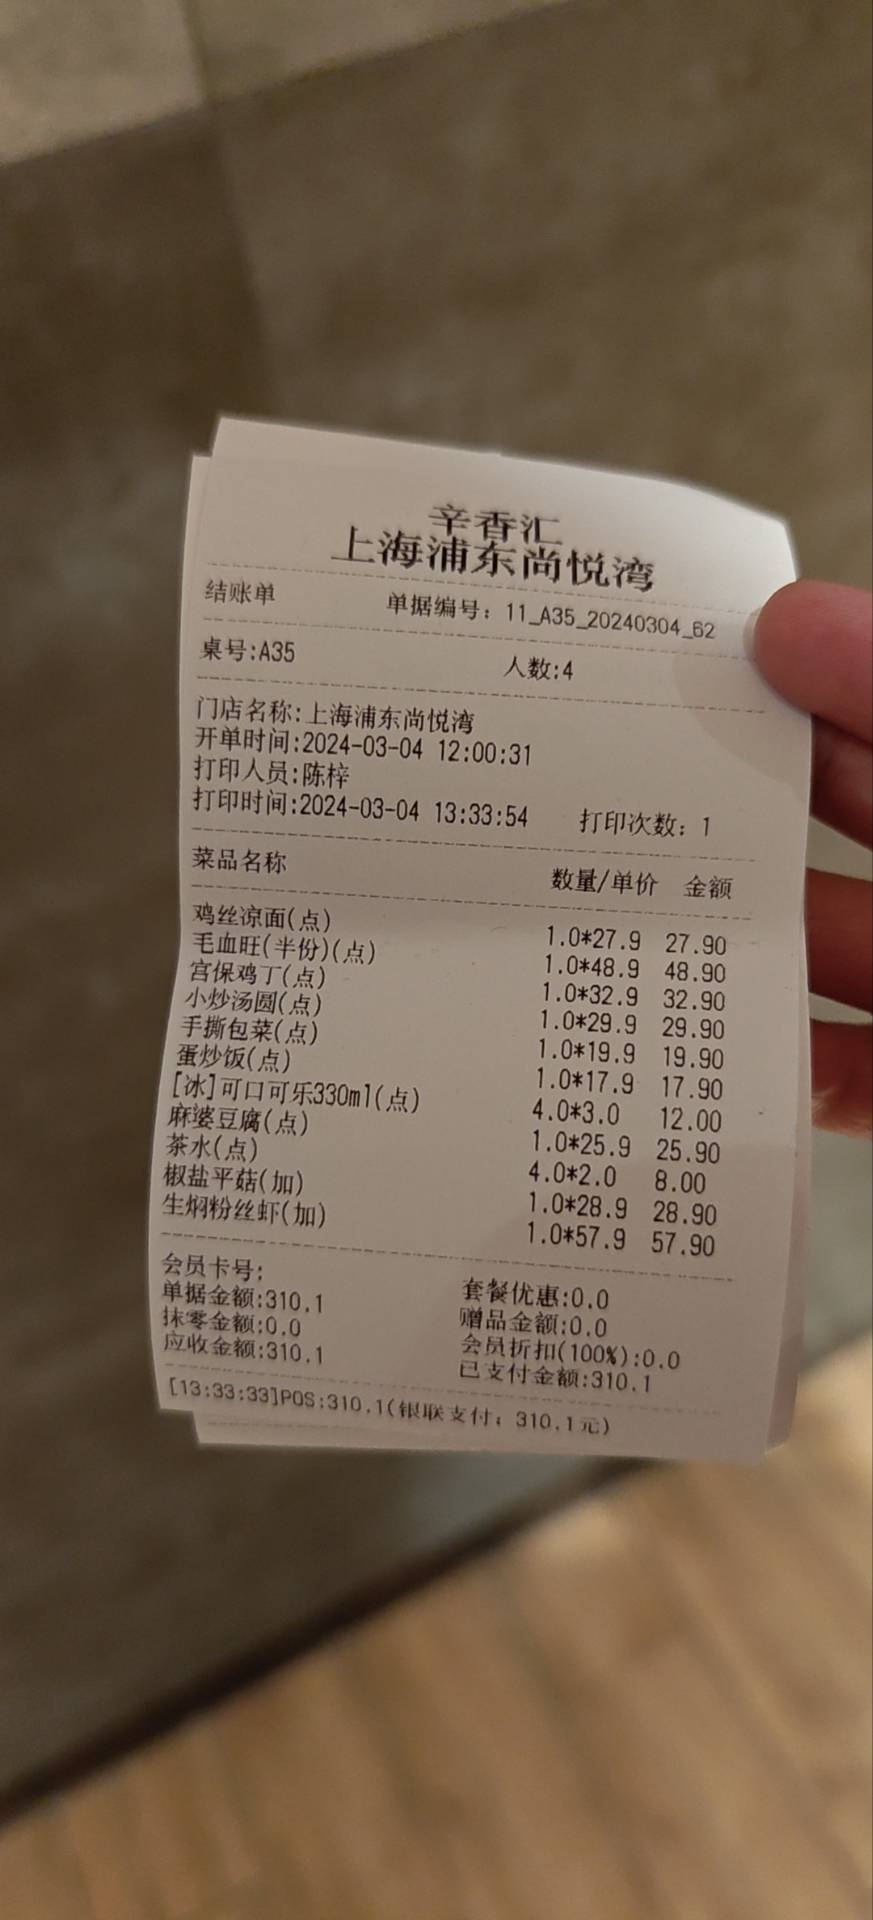 辛香汇
上海浦东尚悦湾
结账单 单据编号：11_A35_20240304_62
桌号:A35 人数:4
门店名称:上海浦东尚悦湾
开单时间:2024-03-04 12:00:31
打印人员:陈梓
打印时间:2024-03-04 13:33:54 打印次数：1
菜品名称 数量/单价 金额
鸡丝凉面(点) 1.0*27.9 27.90
毛血旺(半份)(点) 1.0*48.9 48.90
宫保鸡丁(点) 1.0*32.9 32.90
小炒汤圆(点) 1.0*29.9 29.90
手撕包菜(点) 1.0*19.9 19.90
蛋炒饭(点) 1.0*17.9 17.90
[冰]可口可乐330ml(点) 4.0*3.0 12.00
麻婆豆腐(点) 1.0*25.9 25.90
茶水(点) 4.0*2.0 8.00
椒盐平菇(加) 1.0*28.9 28.90
生焖粉丝虾(加) 1.0*57.9 57.90
会员卡号: 套餐优惠:0.0
单据金额:310.1 赠品金额:0.0
抹零金额:0.0 会员折扣(100%):0.0
应收金额:310.1 已支付金额:310.1
[13:33:33]POS:310.1(银联支付：310.1元)